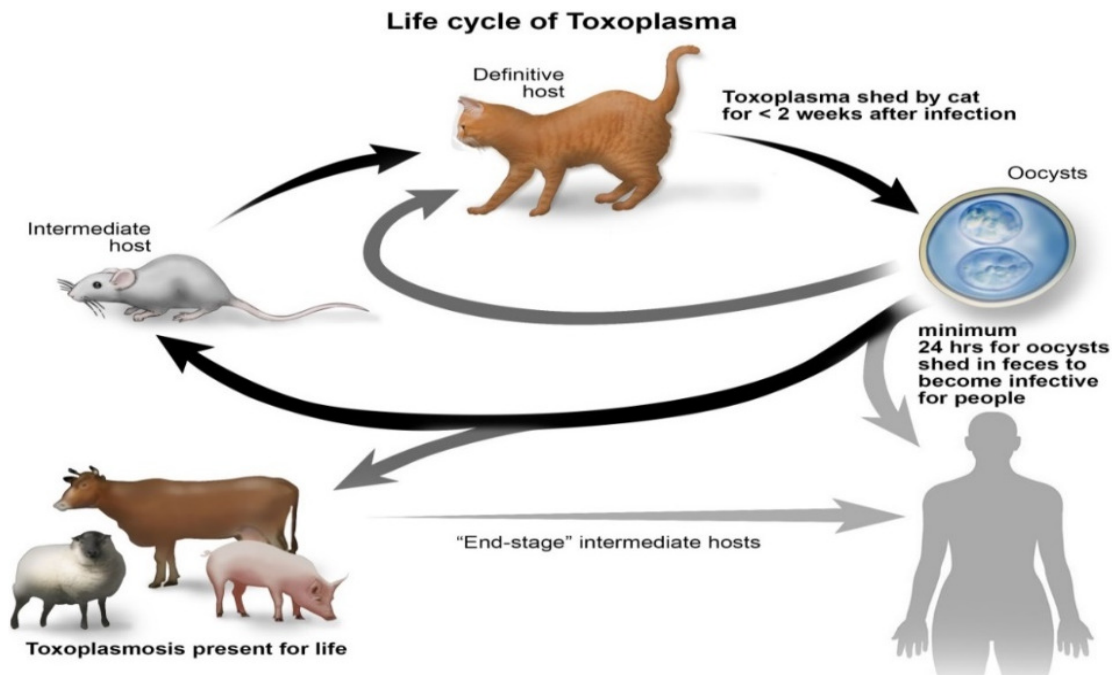 Life cycle of Toxoplasma
Definitive
host
Toxoplasma shed by cat
for < 2 weeks after infection
Oocysts
Intermediate
host
minimum
24 hrs for oocysts
shed in feces to
become infective
for people
"End-stage" intermediate hosts
Toxoplasmosis present for life